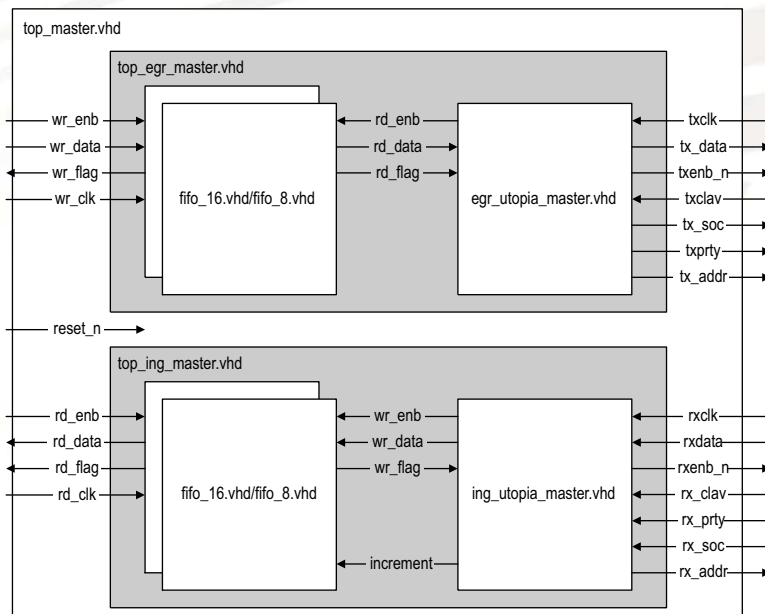 top_master.vhd
top_egr_master.vhd
wr_enb
wr_data
wr_flag
wr_clk
fifo_16.vhd/fifo_8.vhd
rd_enb
rd_data
rd_flag
egr_utopia_master.vhd
txclk
tx_data
txenb_n
txclav
tx_soc
txprty
tx_addr
reset_n
top_ing_master.vhd
rd_enb
rd_data
rd_flag
rd_clk
fifo_16.vhd/fifo_8.vhd
wr_enb
wr_data
wr_flag
increment
ing_utopia_master.vhd
rxclk
rxdata
rxenb_n
rx_clav
rx_prty
rx_soc
rx_addr